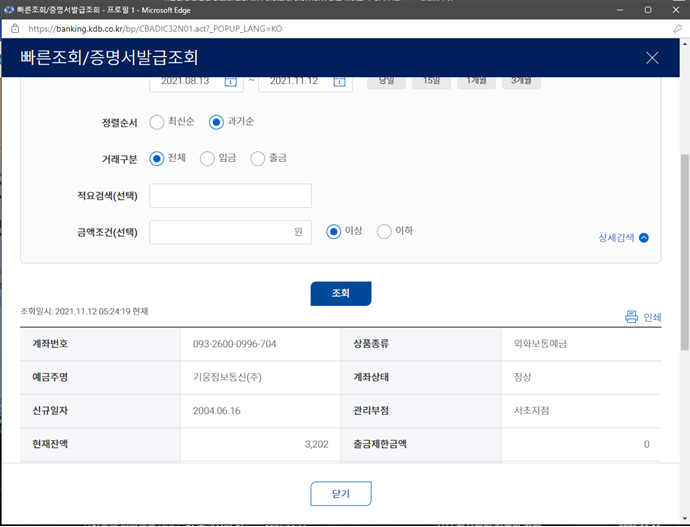 빠른조회/증명서발급조회 - 프로필 1 - Microsoft Edge
https://banking.kdb.co.kr/bp/CBADIC32N01.act?_POPUP_LANG=KO
빠른조회/증명서발급조회
2021.08.13 ~ 2021.11.12 당일 15일 1개월 3개월
정렬순서 최신순 과거순
거래구분 전체 입금 출금
적요검색(선택)
금액조건(선택) 원 이상 이하
상세검색
조회
조회일시: 2021.11.12 05:24:19 현재
인쇄
계좌번호 093-2600-0996-704 상품종류 외화보통예금
예금주명 기웅정보통신(주) 계좌상태 정상
신규일자 2004.06.16 관리부점 서초지점
현재잔액 3,202 출금제한금액 0
닫기